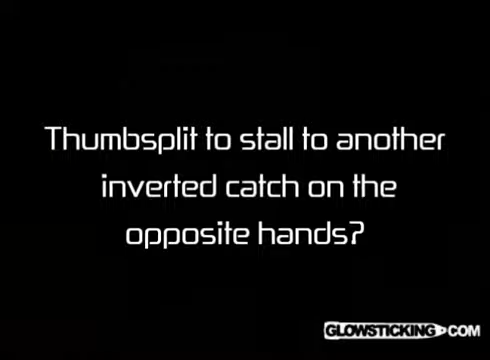 Thumbsplit to stall to another
inverted catch on the
opposite hands?
GLOWSTICKING.COM